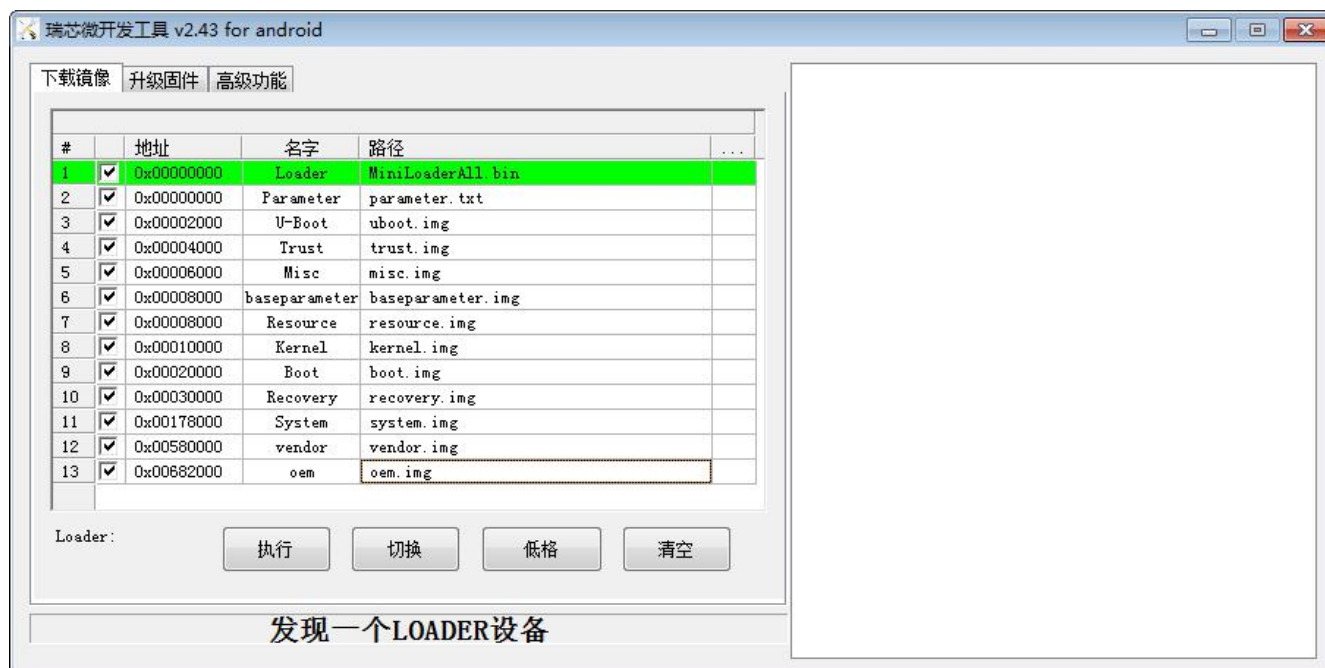 瑞芯微开发工具 v2.43 for android
下载镜像 升级固件 高级功能
# 地址 名字 路径 ...
1 0x00000000 Loader MiniLoaderAll.bin
2 0x00000000 Parameter parameter.txt
3 0x00002000 U-Boot uboot.img
4 0x00004000 Trust trust.img
5 0x00006000 Misc misc.img
6 0x00008000 baseparameter baseparameter.img
7 0x00008000 Resource resource.img
8 0x00010000 Kernel kernel.img
9 0x00020000 Boot boot.img
10 0x00030000 Recovery recovery.img
11 0x00178000 System system.img
12 0x00580000 vendor vendor.img
13 0x00682000 oem oem.img
Loader: 执行 切换 低格 清空
发现一个LOADER设备